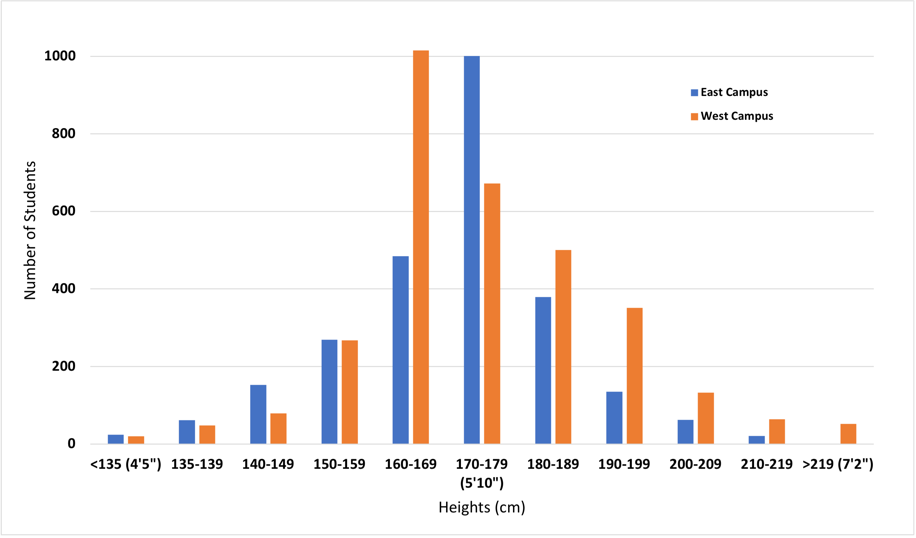 1000
800
600
400
200
0
Number of Students
East Campus
West Campus
<135 (4'5") 135-139 140-149 150-159 160-169 170-179 180-189 190-199 200-209 210-219 >219 (7'2")
(5'10")
Heights (cm)